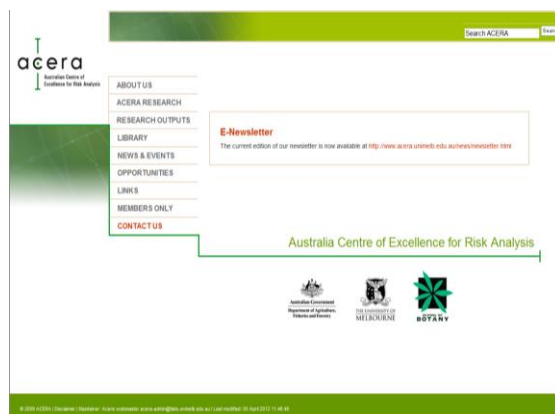 Search ACERA
acera
Australian Centre of
Excellence for Risk Analysis
ABOUT US
ACERA RESEARCH
RESEARCH OUTPUTS
LIBRARY
NEWS & EVENTS
OPPORTUNITIES
LINKS
MEMBERS ONLY
CONTACT US
E-Newsletter
The current edition of our newsletter is now available at http://www.acera.unimelb.edu.au/news/newsletter.html
Australia Centre of Excellence for Risk Analysis
Australian Government
Department of Agriculture,
Fisheries and Forestry
THE UNIVERSITY OF
MELBOURNE
BOTANY